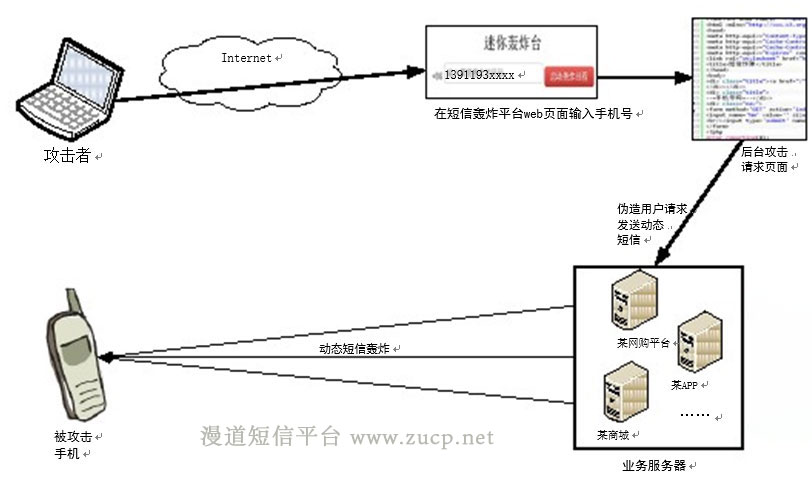 Internet
迷你轰炸台
1391193xxxx
在短信轰炸平台web页面输入手机号
攻击者
后台攻击
请求页面
伪造用户请求
发送动态
短信
某网购平台
某APP
某商城
……
业务服务器
动态短信轰炸
被攻击
手机
漫道短信平台 www.zucp.net